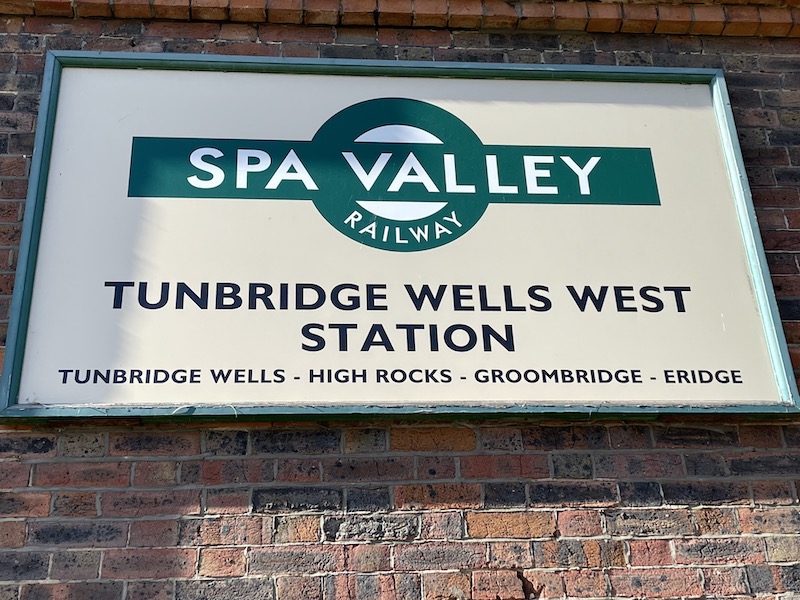 SPA VALLEY
RAILWAY
TUNBRIDGE WELLS WEST
STATION
TUNBRIDGE WELLS - HIGH ROCKS - GROOMBRIDGE - ERIDGE